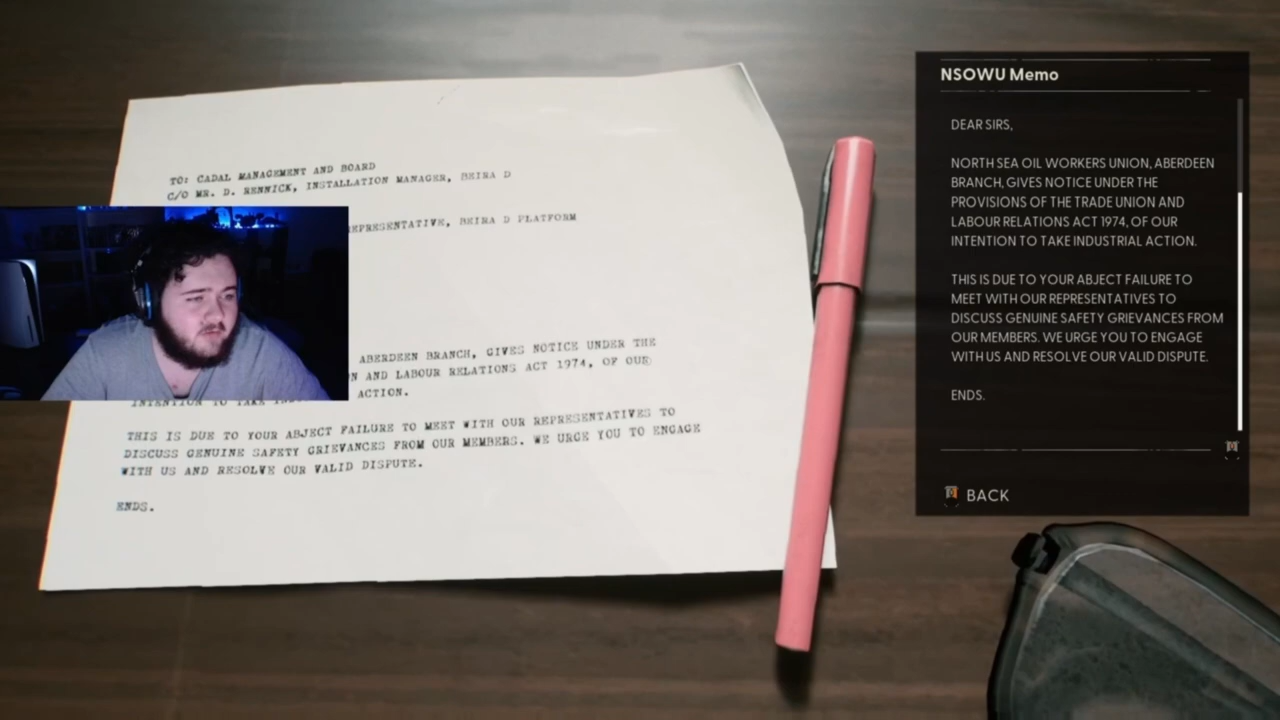 TO: CADAL MANAGEMENT AND BOARD
C/O MR. D. RENNICK, INSTALLATION MANAGER, BEIRA D
REPRESENTATIVE, BEIRA D PLATFORM
ABERDEEN BRANCH, GIVES NOTICE UNDER THE
AND LABOUR RELATIONS ACT 1974, OF OUR
INTENTION TO TAKE ACTION.
THIS IS DUE TO YOUR ABJECT FAILURE TO MEET WITH OUR REPRESENTATIVES TO
DISCUSS GENUINE SAFETY GRIEVANCES FROM OUR MEMBERS. WE URGE YOU TO ENGAGE
WITH US AND RESOLVE OUR VALID DISPUTE.
ENDS.
NSOWU Memo
DEAR SIRS,
NORTH SEA OIL WORKERS UNION, ABERDEEN
BRANCH, GIVES NOTICE UNDER THE
PROVISIONS OF THE TRADE UNION AND
LABOUR RELATIONS ACT 1974, OF OUR
INTENTION TO TAKE INDUSTRIAL ACTION.
THIS IS DUE TO YOUR ABJECT FAILURE TO
MEET WITH OUR REPRESENTATIVES TO
DISCUSS GENUINE SAFETY GRIEVANCES FROM
OUR MEMBERS. WE URGE YOU TO ENGAGE
WITH US AND RESOLVE OUR VALID DISPUTE.
ENDS.
BACK